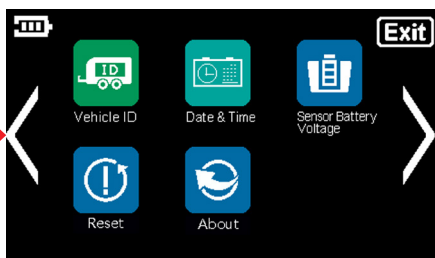 Exit
ID
Vehicle ID
Date & Time
Sensor Battery
Voltage
Reset
About